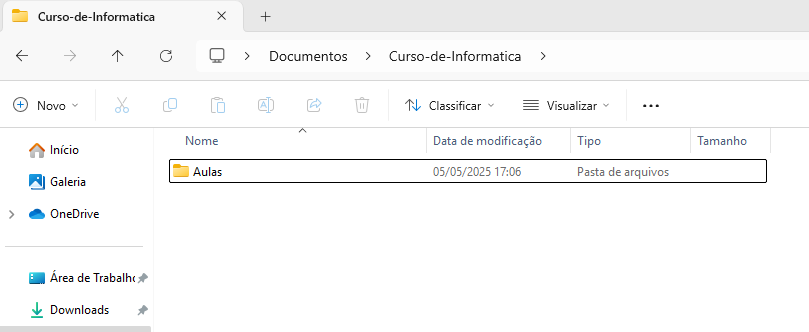 Curso-de-Informatica
Documentos Curso-de-Informatica
Novo Classificar Visualizar
Nome Data de modificação Tipo Tamanho
Início
Galeria
OneDrive
Aulas 05/05/2025 17:06 Pasta de arquivos
Área de Trabalho
Downloads